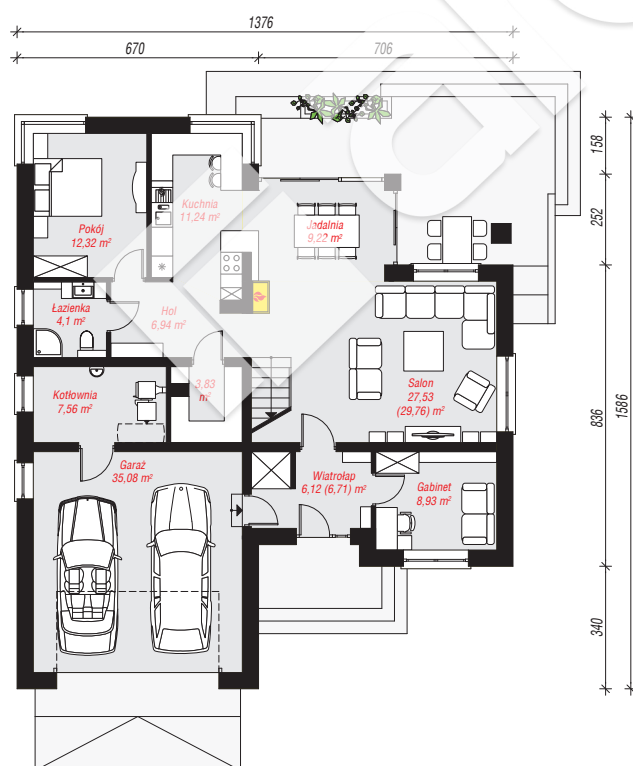 1376
670
706
158
252
836
340
1586
Pokój
12,32 m²
Kuchnia
11,24 m²
Jadalnia
9,22 m²
Łazienka
4,1 m²
Hol
6,94 m²
Kotłownia
7,56 m²
3,83
m²
Salon
27,53
(29,76) m²
Garaż
35,08 m²
Wiatrołap
6,12 (6,71) m²
Gabinet
8,93 m²